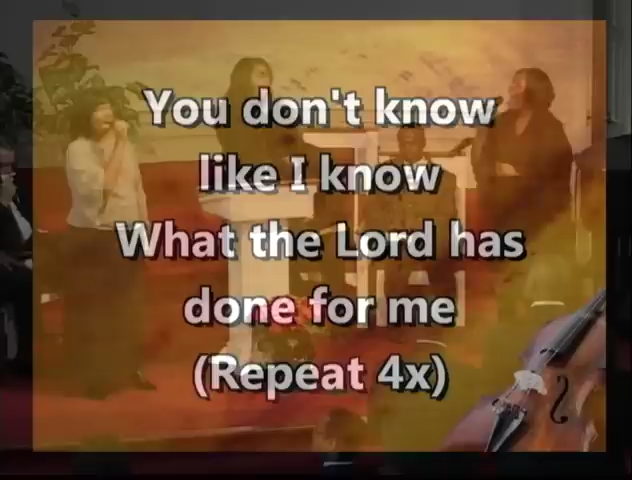 You don't know
like I know
What the Lord has
done for me
(Repeat 4x)